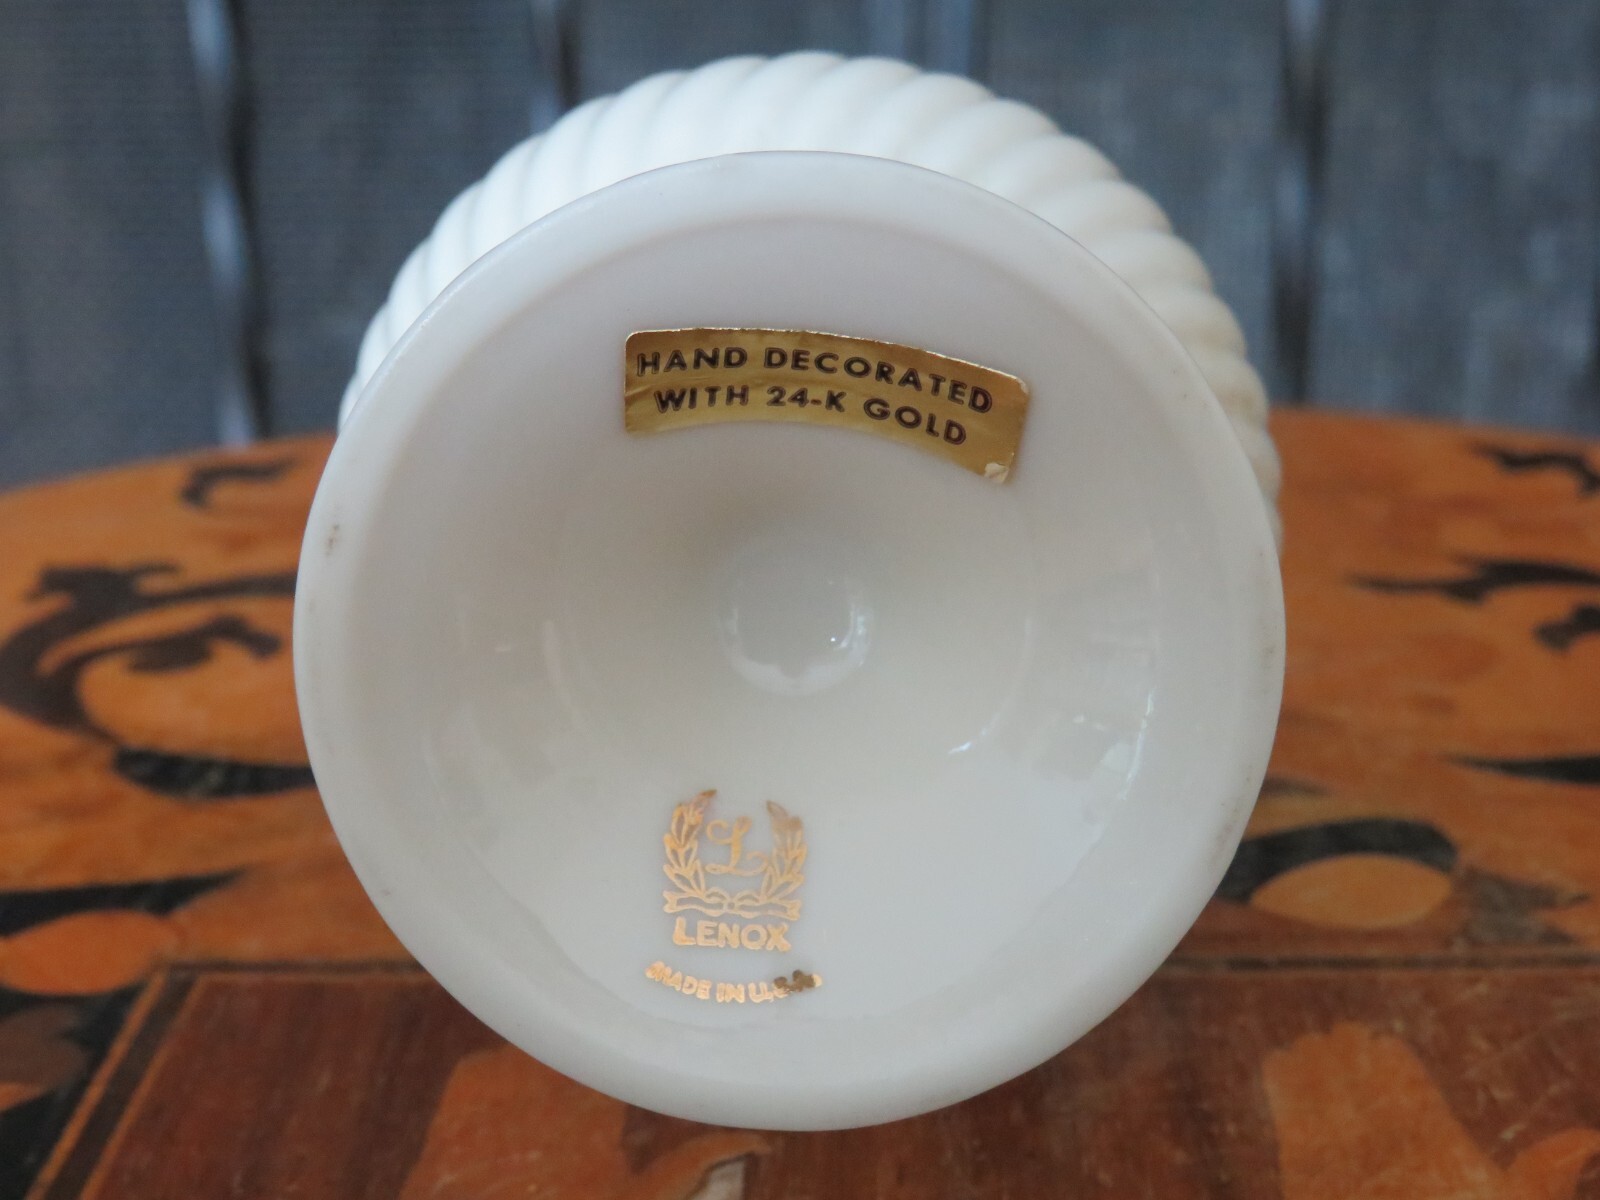 HAND DECORATED
WITH 24-K GOLD
L
LENOX
MADE IN U.S.A.